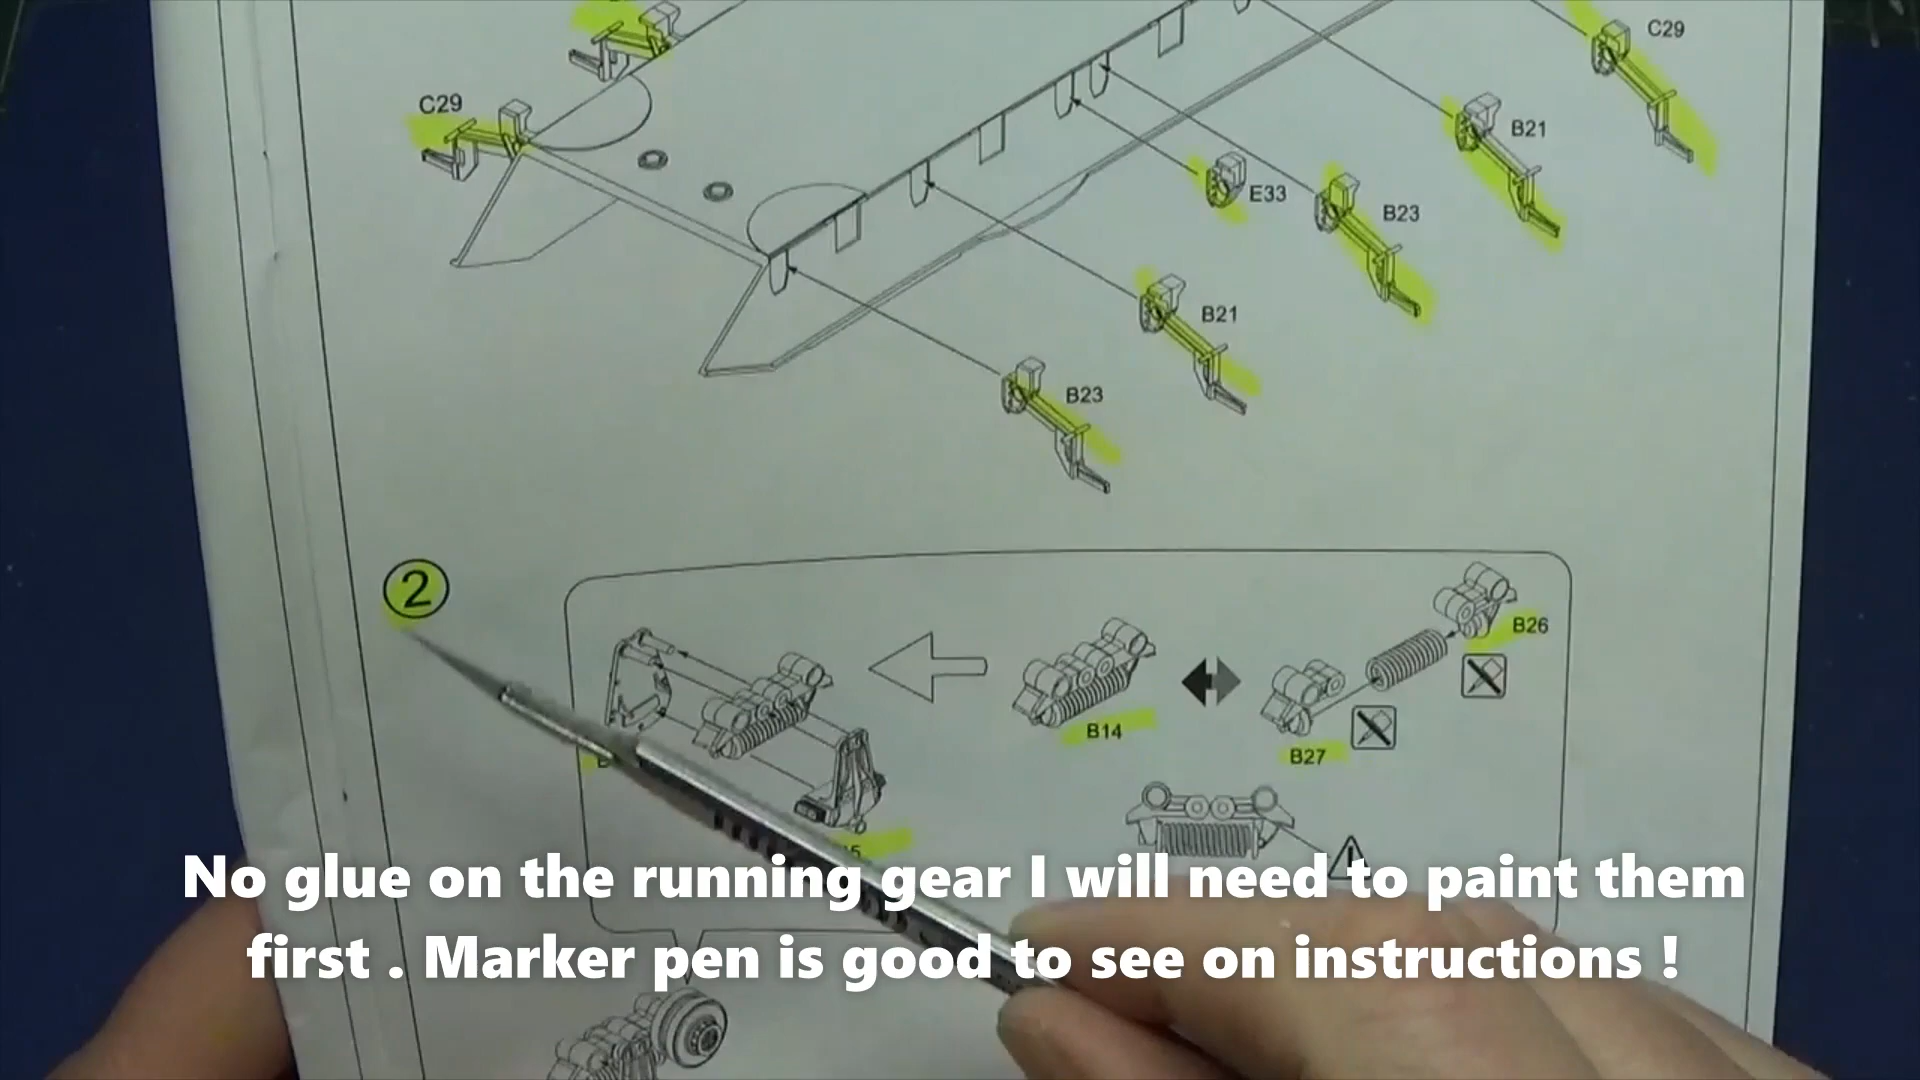 C29
C29
B21
E33
B23
B21
B23
2
B26
B14
B27
No glue on the running gear I will need to paint them
first . Marker pen is good to see on instructions !